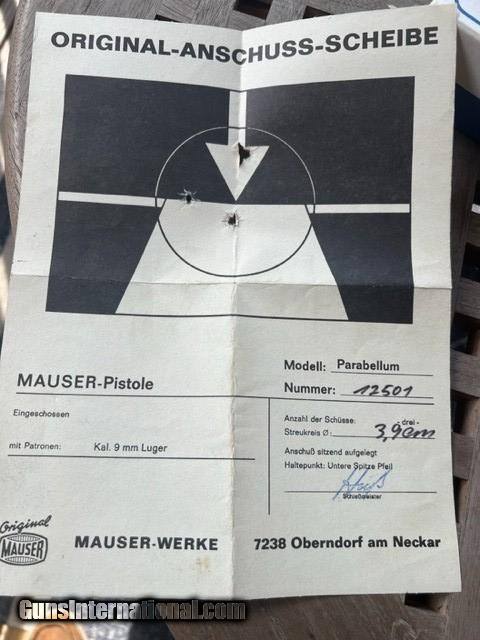 ORIGINAL-ANSCHUSS-SCHEIBE
MAUSER-Pistole
Modell: Parabellum
Nummer: 12501
Eingeschossen
mit Patronen: Kal. 9 mm Luger
Anzahl der Schüsse: -drei-
Streukreis Ø: 3,9cm
Anschuß sitzend aufgelegt
Haltepunkt: Untere Spitze Pfeil
Schießmeister
Original
MAUSER
MAUSER-WERKE
7238 Oberndorf am Neckar
GunsInternational.com